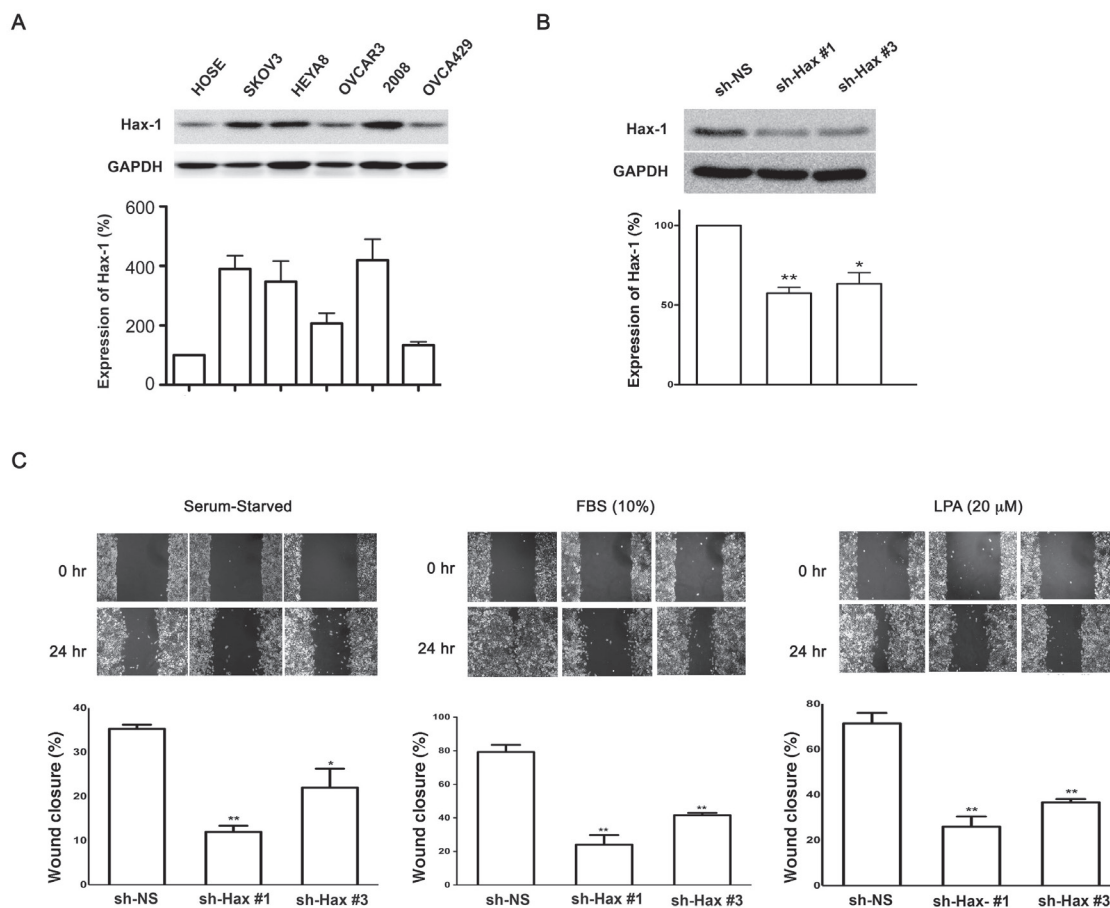 A
HOSE SKOV3 HEYA8 OVCAR3 2008 OVCA429
Hax-1
GAPDH
Expression of Hax-1 (%)
600
400
200
0
B
sh-NS sh-Hax #1 sh-Hax #3
Hax-1
GAPDH
Expression of Hax-1 (%)
100
50
0
** *
C
Serum-Starved
0 hr
24 hr
Wound closure (%)
40
30
20
10
0
** *
sh-NS sh-Hax #1 sh-Hax #3
FBS (10%)
0 hr
24 hr
Wound closure (%)
100
80
60
40
20
0
** **
sh-NS sh-Hax #1 sh-Hax #3
LPA (20 μM)
0 hr
24 hr
Wound closure (%)
80
60
40
20
0
** **
sh-NS sh-Hax- #1 sh-Hax #3